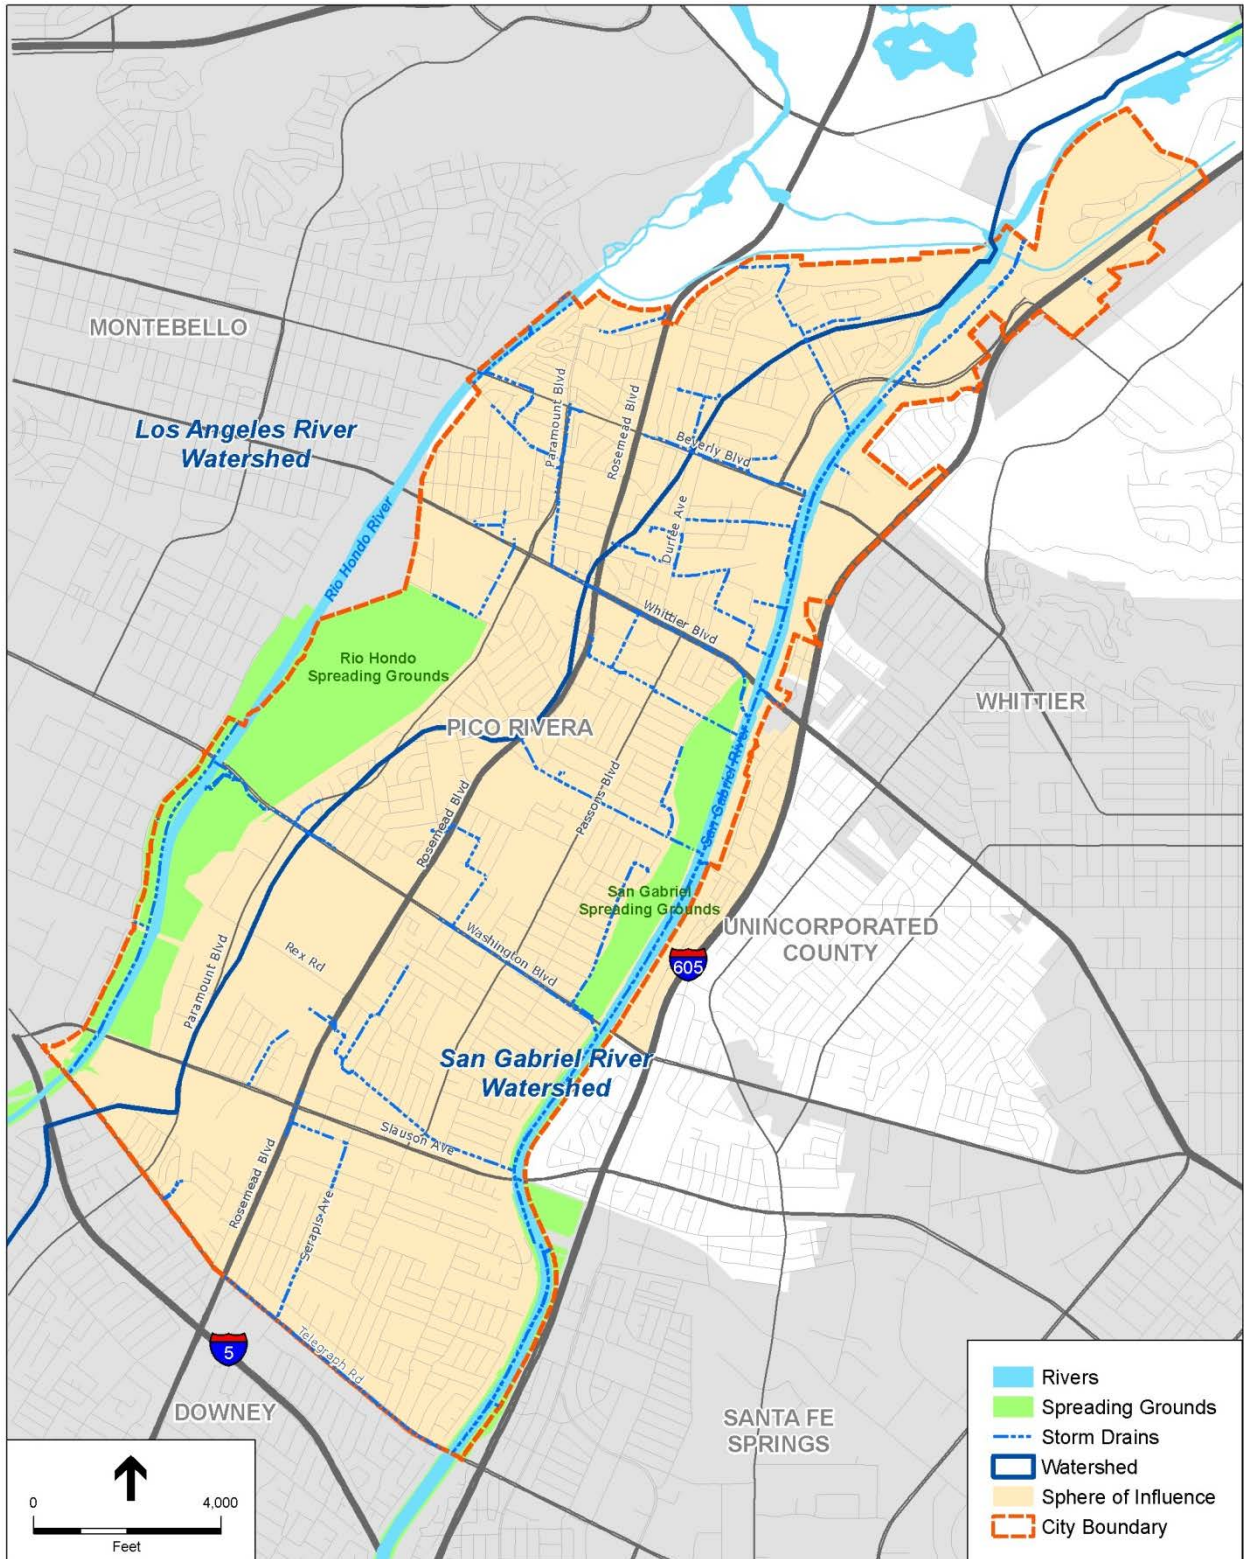 MONTEBELLO
Los Angeles River
Watershed
Paramount Blvd
Rosemead Blvd
Beverly Blvd
Durfee Ave
Rio Hondo River
Whittier Blvd
Rio Hondo
Spreading Grounds
WHITTIER
PICO RIVERA
San Gabriel River
Passons Blvd
Rosemead Blvd
San Gabriel
Spreading Grounds
UNINCORPORATED
COUNTY
605
Washington Blvd
Rex Rd
Paramount Blvd
San Gabriel River
Watershed
Slauson Ave
Rosemead Blvd
Serapis Ave
Telegraph Rd
5
DOWNEY
SANTA FE
SPRINGS
Rivers
Spreading Grounds
Storm Drains
Watershed
Sphere of Influence
City Boundary
0 4,000
Feet